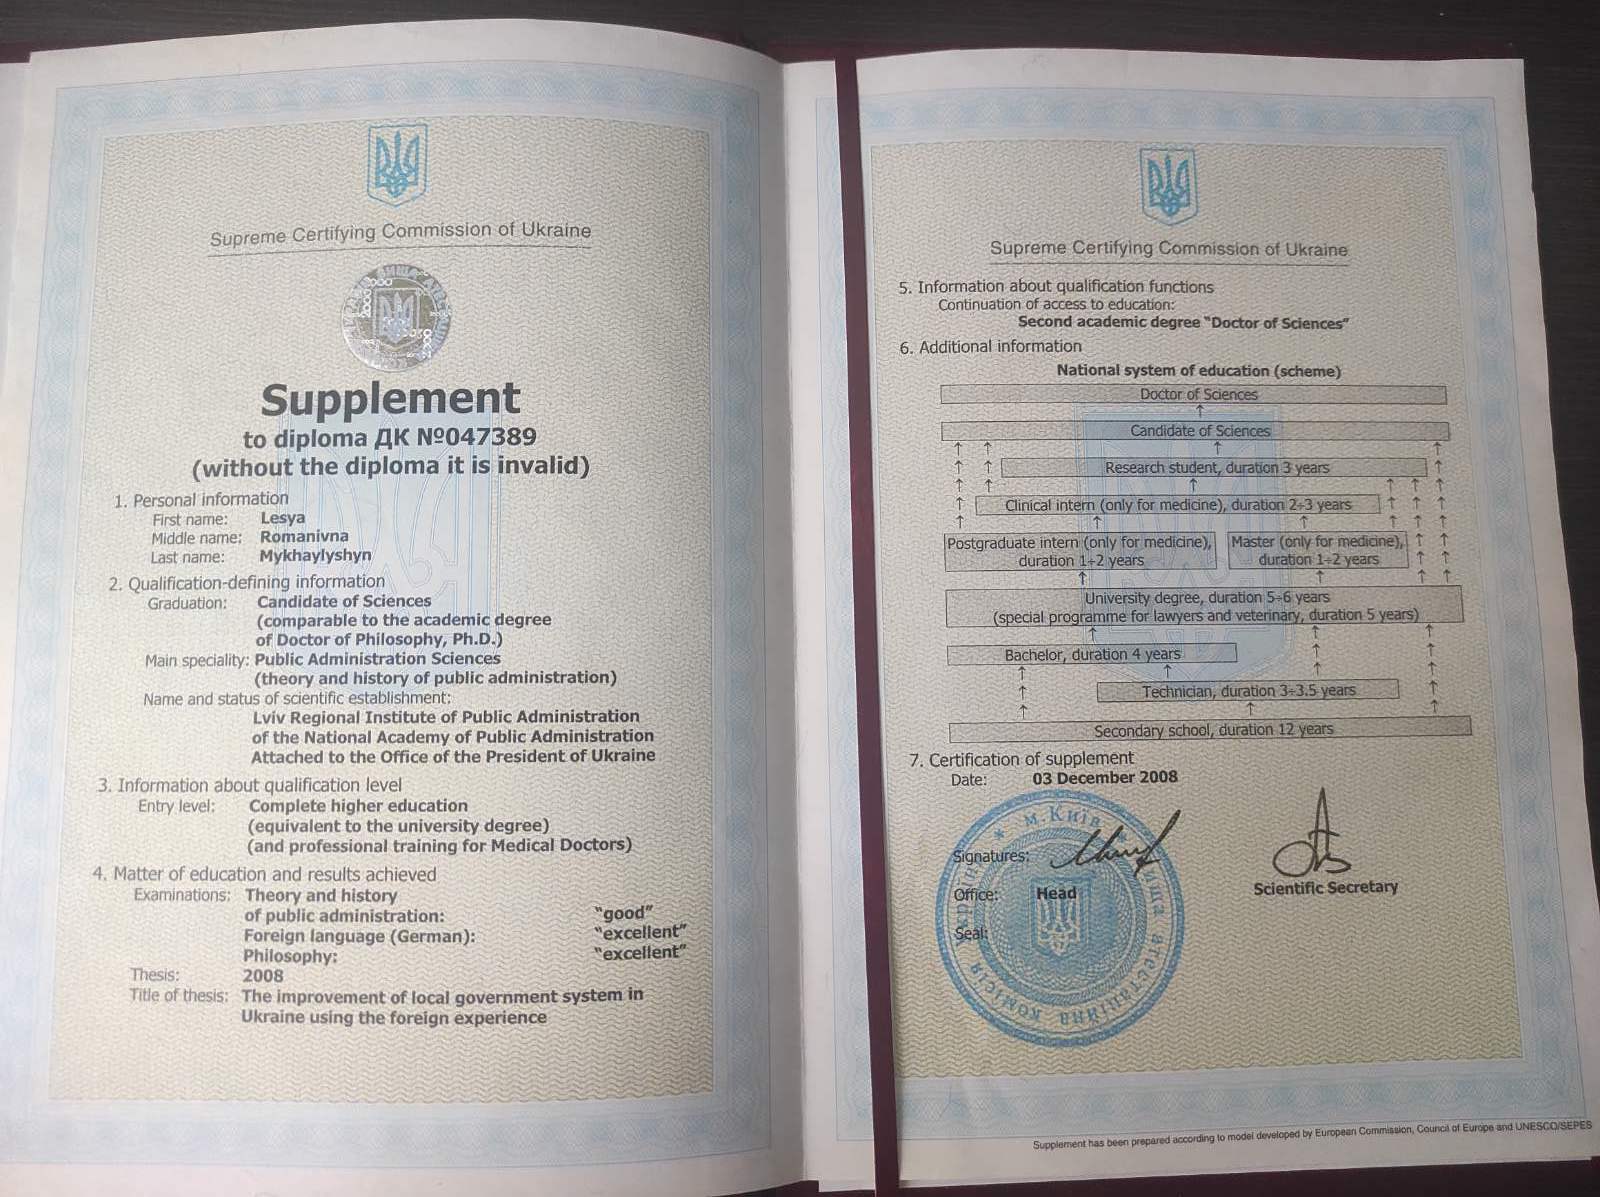 Supreme Certifying Commission of Ukraine
Supplement
to diploma ДК №047389
(without the diploma it is invalid)
1. Personal information
First name: Lesya
Middle name: Romanivna
Last name: Mykhaylyshyn
2. Qualification-defining information
Graduation: Candidate of Sciences
(comparable to the academic degree
of Doctor of Philosophy, Ph.D.)
Main speciality: Public Administration Sciences
(theory and history of public administration)
Name and status of scientific establishment:
Lviv Regional Institute of Public Administration
of the National Academy of Public Administration
Attached to the Office of the President of Ukraine
3. Information about qualification level
Entry level: Complete higher education
(equivalent to the university degree)
(and professional training for Medical Doctors)
4. Matter of education and results achieved
Examinations: Theory and history
of public administration: “good”
Foreign language (German): “excellent”
Philosophy: “excellent”
Thesis: 2008
Title of thesis: The improvement of local government system in
Ukraine using the foreign experience
Supreme Certifying Commission of Ukraine
5. Information about qualification functions
Continuation of access to education:
Second academic degree “Doctor of Sciences”
6. Additional information
National system of education (scheme)
Doctor of Sciences
Candidate of Sciences
Research student, duration 3 years
Clinical intern (only for medicine), duration 2÷3 years
Postgraduate intern (only for medicine),
duration 1÷2 years
Master (only for medicine),
duration 1÷2 years
University degree, duration 5÷6 years
(special programme for lawyers and veterinary, duration 5 years)
Bachelor, duration 4 years
Technician, duration 3÷3.5 years
Secondary school, duration 12 years
7. Certification of supplement
Date: 03 December 2008
Signatures:
Office: Head
Scientific Secretary
Seal:
м.Київ
вища атестаційна комісія України
Supplement has been prepared according to model developed by European Commission, Council of Europe and UNESCO/SEPES